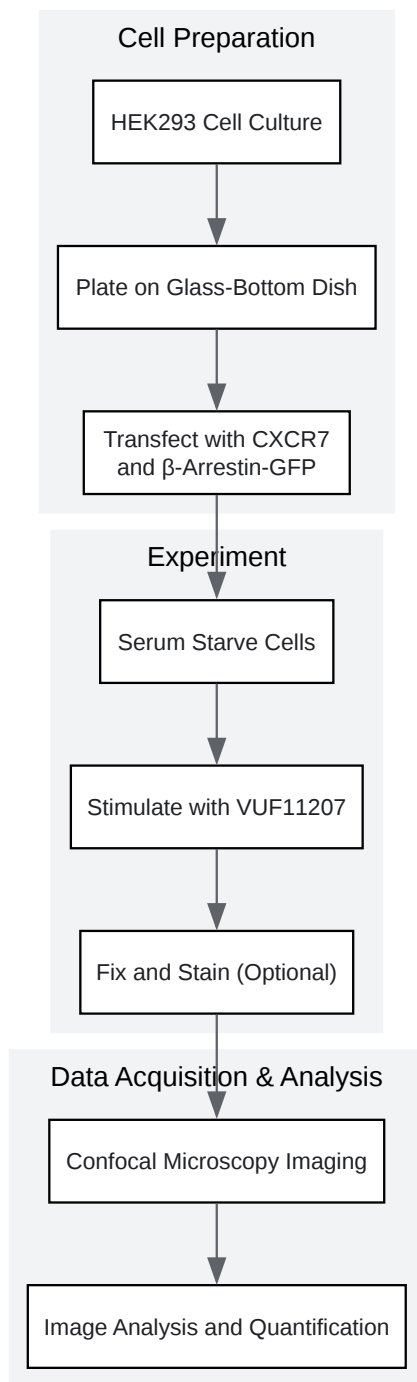 Cell Preparation
HEK293 Cell Culture
Plate on Glass-Bottom Dish
Transfect with CXCR7
and β-Arrestin-GFP
Experiment
Serum Starve Cells
Stimulate with VUF11207
Fix and Stain (Optional)
Data Acquisition & Analysis
Confocal Microscopy Imaging
Image Analysis and Quantification